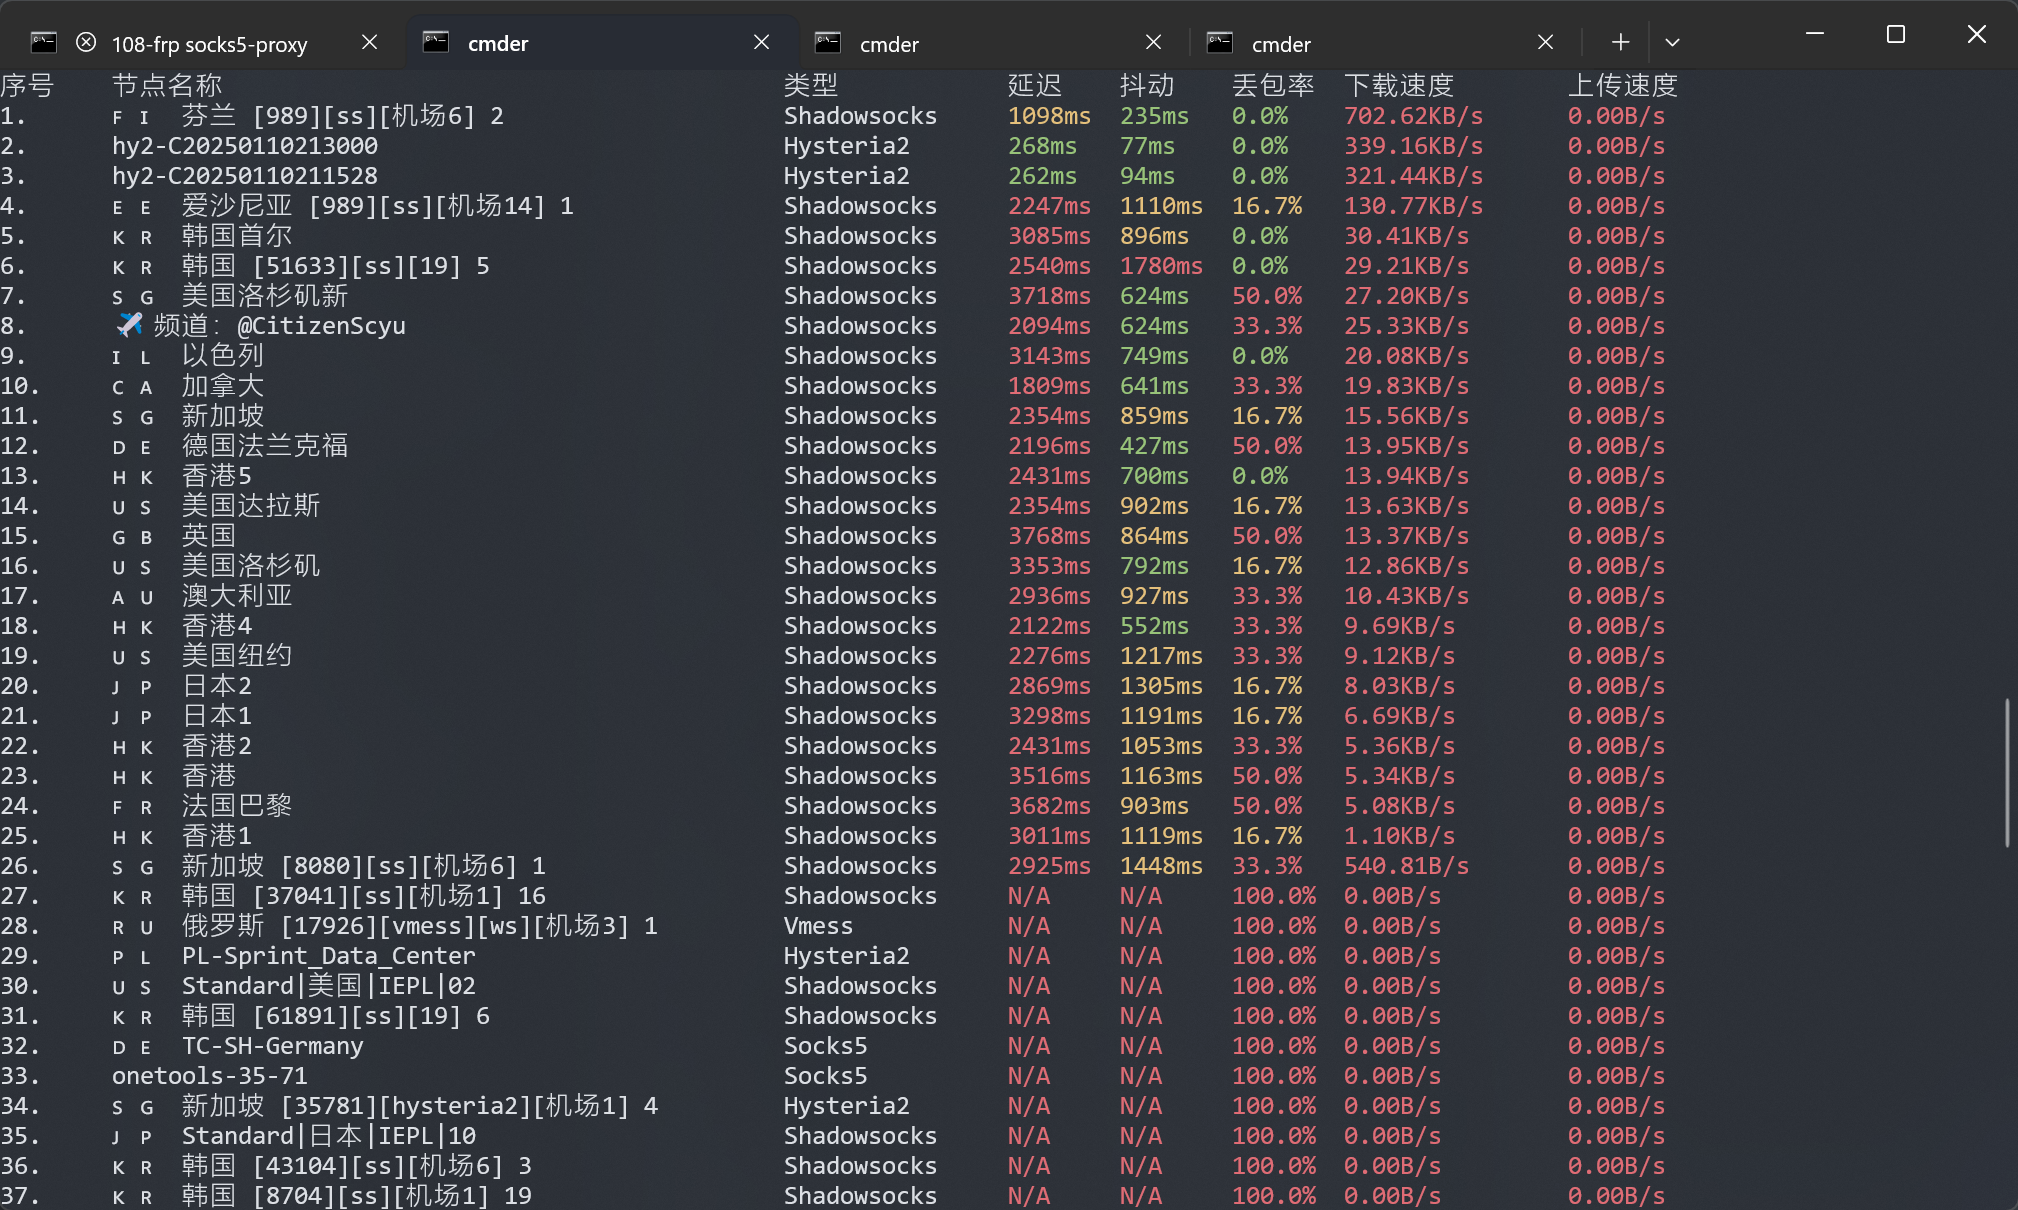 108-frp socks5-proxy cmder cmder cmder
序号 节点名称 类型 延迟 抖动 丢包率 下载速度 上传速度
1. F I 芬兰 [989][ss][机场6] 2 Shadowsocks 1098ms 235ms 0.0% 702.62KB/s 0.00B/s
2. hy2-C20250110213000 Hysteria2 268ms 77ms 0.0% 339.16KB/s 0.00B/s
3. hy2-C20250110211528 Hysteria2 262ms 94ms 0.0% 321.44KB/s 0.00B/s
4. E E 爱沙尼亚 [989][ss][机场14] 1 Shadowsocks 2247ms 1110ms 16.7% 130.77KB/s 0.00B/s
5. K R 韩国首尔 Shadowsocks 3085ms 896ms 0.0% 30.41KB/s 0.00B/s
6. K R 韩国 [51633][ss][19] 5 Shadowsocks 2540ms 1780ms 0.0% 29.21KB/s 0.00B/s
7. S G 美国洛杉矶新 Shadowsocks 3718ms 624ms 50.0% 27.20KB/s 0.00B/s
8. ✈️ 频道: @CitizenScyu Shadowsocks 2094ms 624ms 33.3% 25.33KB/s 0.00B/s
9. I L 以色列 Shadowsocks 3143ms 749ms 0.0% 20.08KB/s 0.00B/s
10. C A 加拿大 Shadowsocks 1809ms 641ms 33.3% 19.83KB/s 0.00B/s
11. S G 新加坡 Shadowsocks 2354ms 859ms 16.7% 15.56KB/s 0.00B/s
12. D E 德国法兰克福 Shadowsocks 2196ms 427ms 50.0% 13.95KB/s 0.00B/s
13. H K 香港5 Shadowsocks 2431ms 700ms 0.0% 13.94KB/s 0.00B/s
14. U S 美国达拉斯 Shadowsocks 2354ms 902ms 16.7% 13.63KB/s 0.00B/s
15. G B 英国 Shadowsocks 3768ms 864ms 50.0% 13.37KB/s 0.00B/s
16. U S 美国洛杉矶 Shadowsocks 3353ms 792ms 16.7% 12.86KB/s 0.00B/s
17. A U 澳大利亚 Shadowsocks 2936ms 927ms 33.3% 10.43KB/s 0.00B/s
18. H K 香港4 Shadowsocks 2122ms 552ms 33.3% 9.69KB/s 0.00B/s
19. U S 美国纽约 Shadowsocks 2276ms 1217ms 33.3% 9.12KB/s 0.00B/s
20. J P 日本2 Shadowsocks 2869ms 1305ms 16.7% 8.03KB/s 0.00B/s
21. J P 日本1 Shadowsocks 3298ms 1191ms 16.7% 6.69KB/s 0.00B/s
22. H K 香港2 Shadowsocks 2431ms 1053ms 33.3% 5.36KB/s 0.00B/s
23. H K 香港 Shadowsocks 3516ms 1163ms 50.0% 5.34KB/s 0.00B/s
24. F R 法国巴黎 Shadowsocks 3682ms 903ms 50.0% 5.08KB/s 0.00B/s
25. H K 香港1 Shadowsocks 3011ms 1119ms 16.7% 1.10KB/s 0.00B/s
26. S G 新加坡 [8080][ss][机场6] 1 Shadowsocks 2925ms 1448ms 33.3% 540.81B/s 0.00B/s
27. K R 韩国 [37041][ss][机场1] 16 Shadowsocks N/A N/A 100.0% 0.00B/s 0.00B/s
28. R U 俄罗斯 [17926][vmess][ws][机场3] 1 Vmess N/A N/A 100.0% 0.00B/s 0.00B/s
29. P L PL-Sprint_Data_Center Hysteria2 N/A N/A 100.0% 0.00B/s 0.00B/s
30. U S Standard|美国|IEPL|02 Shadowsocks N/A N/A 100.0% 0.00B/s 0.00B/s
31. K R 韩国 [61891][ss][19] 6 Shadowsocks N/A N/A 100.0% 0.00B/s 0.00B/s
32. D E TC-SH-Germany Socks5 N/A N/A 100.0% 0.00B/s 0.00B/s
33. onetools-35-71 Socks5 N/A N/A 100.0% 0.00B/s 0.00B/s
34. S G 新加坡 [35781][hysteria2][机场1] 4 Hysteria2 N/A N/A 100.0% 0.00B/s 0.00B/s
35. J P Standard|日本|IEPL|10 Shadowsocks N/A N/A 100.0% 0.00B/s 0.00B/s
36. K R 韩国 [43104][ss][机场6] 3 Shadowsocks N/A N/A 100.0% 0.00B/s 0.00B/s
37. K R 韩国 [8704][ss][机场1] 19 Shadowsocks N/A N/A 100.0% 0.00B/s 0.00B/s